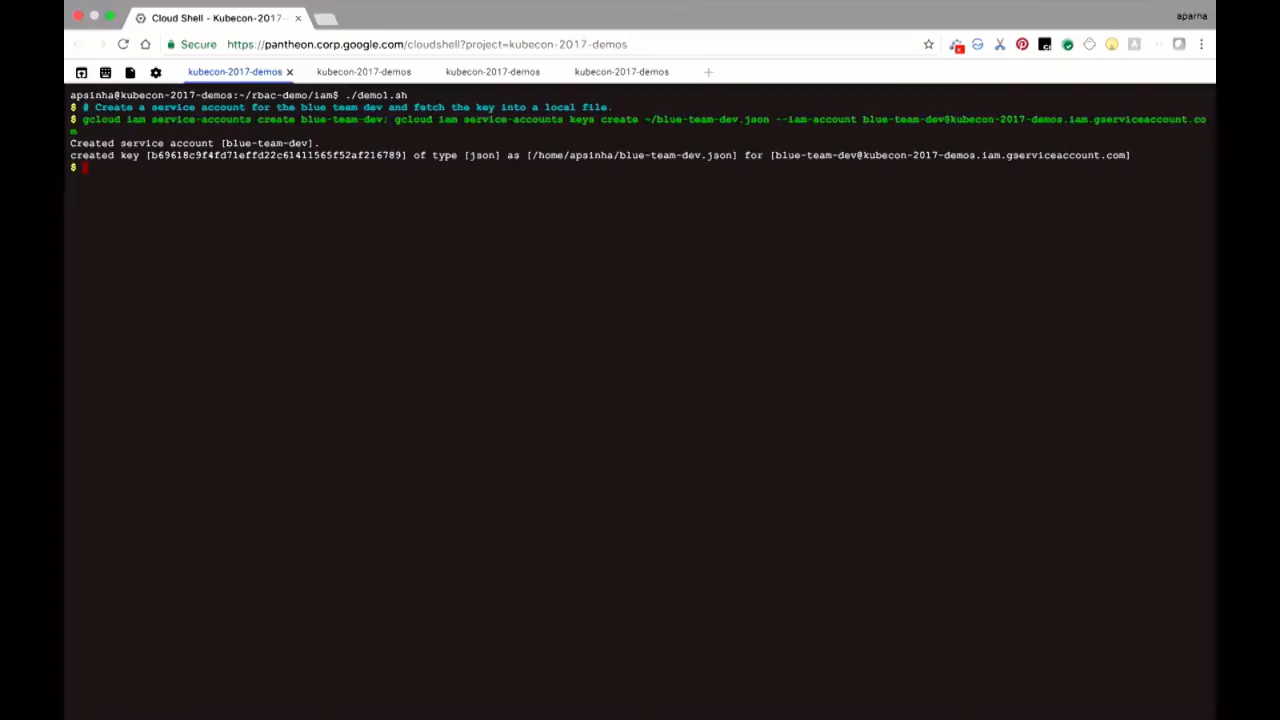 Cloud Shell - Kubecon-2017-
aparna
Secure https://pantheon.corp.google.com/cloudshell?project=kubecon-2017-demos
kubecon-2017-demos kubecon-2017-demos kubecon-2017-demos kubecon-2017-demos
apsinha@kubecon-2017-demos:~/rbac-demo/iam$ ./demo1.sh
$ # Create a service account for the blue team dev and fetch the key into a local file.
$ gcloud iam service-accounts create blue-team-dev; gcloud iam service-accounts keys create ~/blue-team-dev.json --iam-account blue-team-dev@kubecon-2017-demos.iam.gserviceaccount.co
m
Created service account [blue-team-dev].
created key [b69618c9f4fd71effd22c61411565f52af216789] of type [json] as [/home/apsinha/blue-team-dev.json] for [blue-team-dev@kubecon-2017-demos.iam.gserviceaccount.com]
$